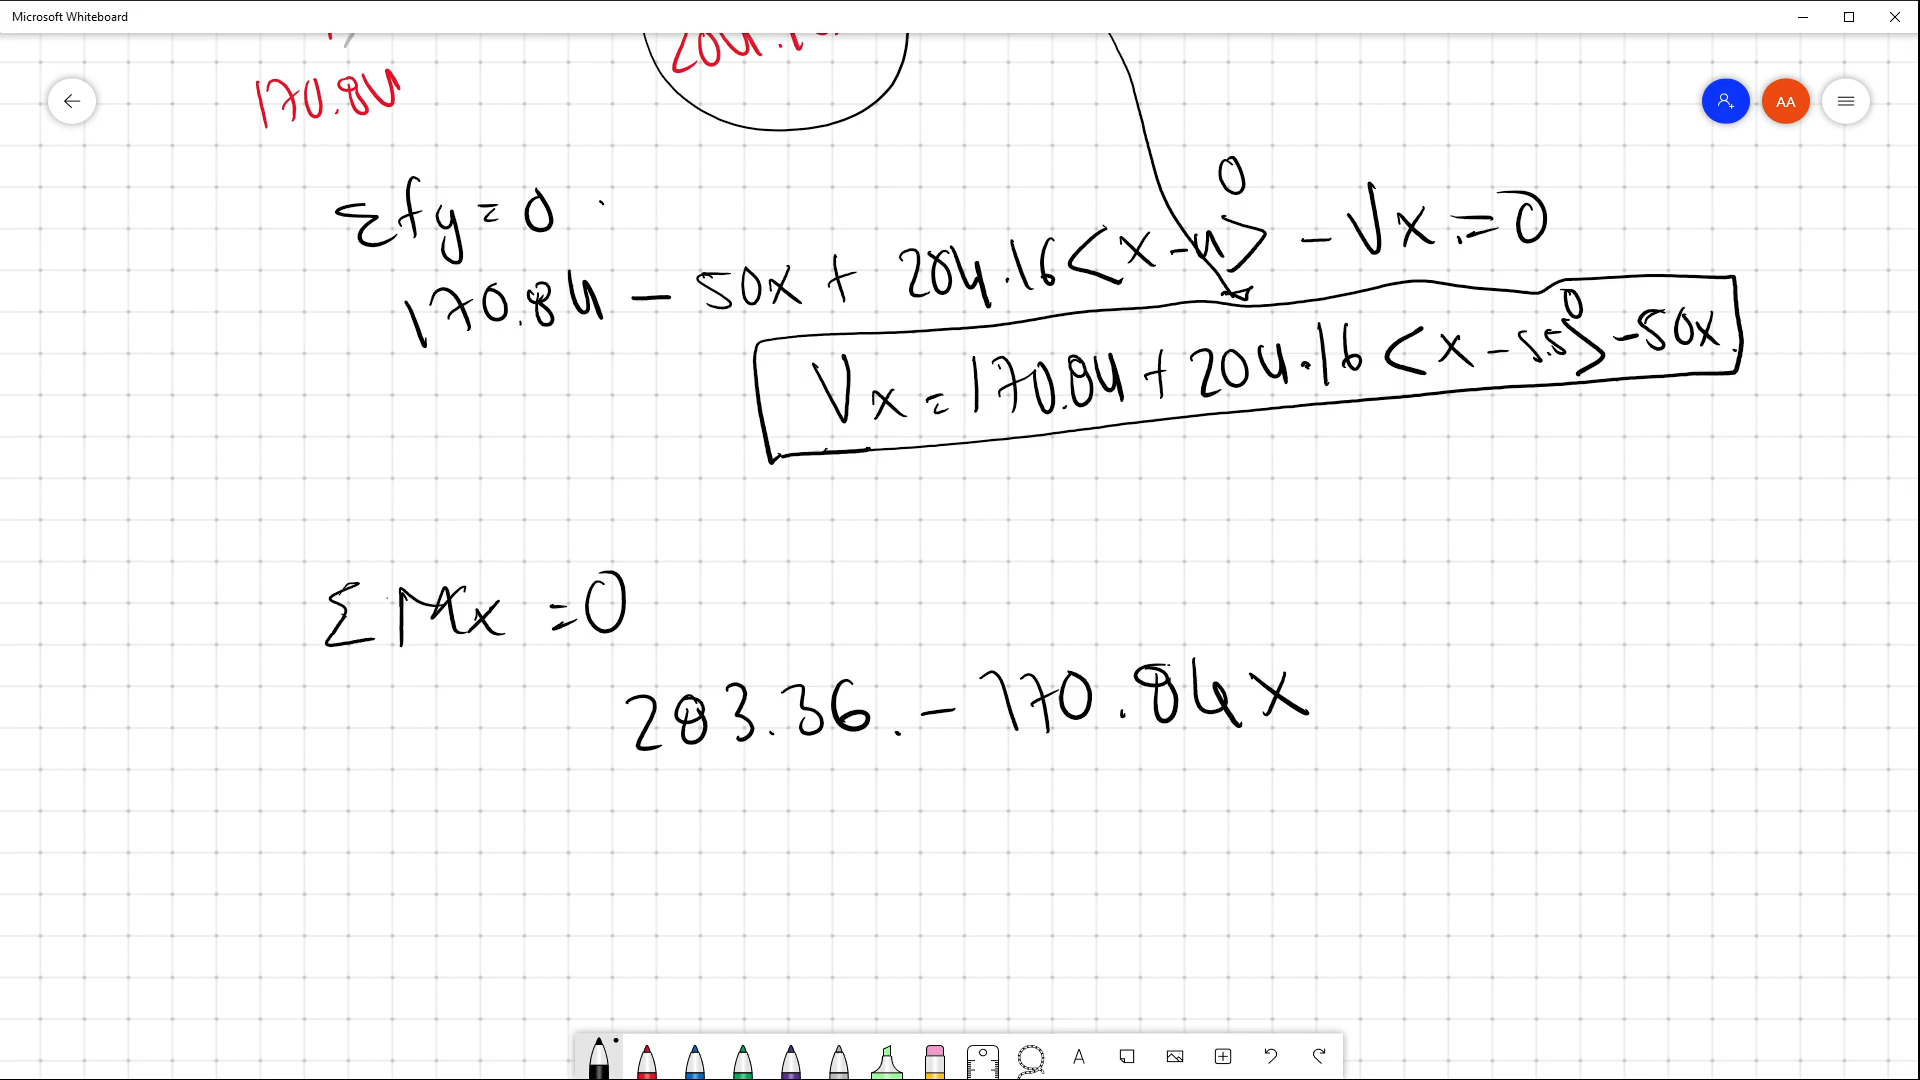 Microsoft Whiteboard
170.84
AA
Σfy = 0
170.84 - 50x + 204.16 <x-4>⁰ - Vx = 0
Vx = 170.84 + 204.16 <x - 5.5>⁰ - 50x
ΣMx = 0
283.36 - 170.84x
A